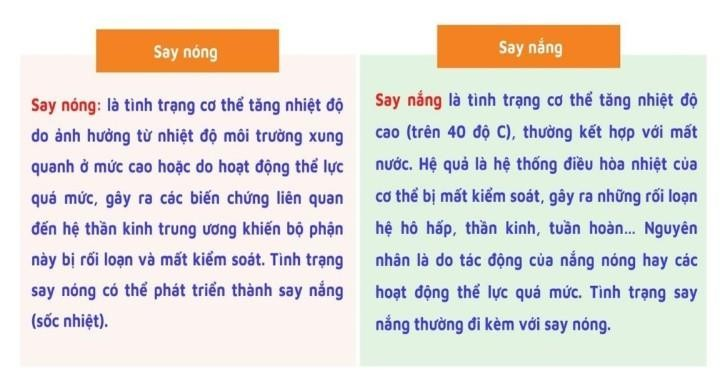 Say nóng
Say nóng: là tình trạng cơ thể tăng nhiệt độ
do ảnh hưởng từ nhiệt độ môi trường xung
quanh ở mức cao hoặc do hoạt động thể lực
quá mức, gây ra các biến chứng liên quan
đến hệ thần kinh trung ương khiến bộ phận
này bị rối loạn và mất kiểm soát. Tình trạng
say nóng có thể phát triển thành say nắng
(sốc nhiệt).
Say nắng
Say nắng là tình trạng cơ thể tăng nhiệt độ
cao (trên 40 độ C), thường kết hợp với mất
nước. Hệ quả là hệ thống điều hòa nhiệt của
cơ thể bị mất kiểm soát, gây ra những rối loạn
hệ hô hấp, thần kinh, tuần hoàn... Nguyên
nhân là do tác động của nắng nóng hay các
hoạt động thể lực quá mức. Tình trạng say
nắng thường đi kèm với say nóng.